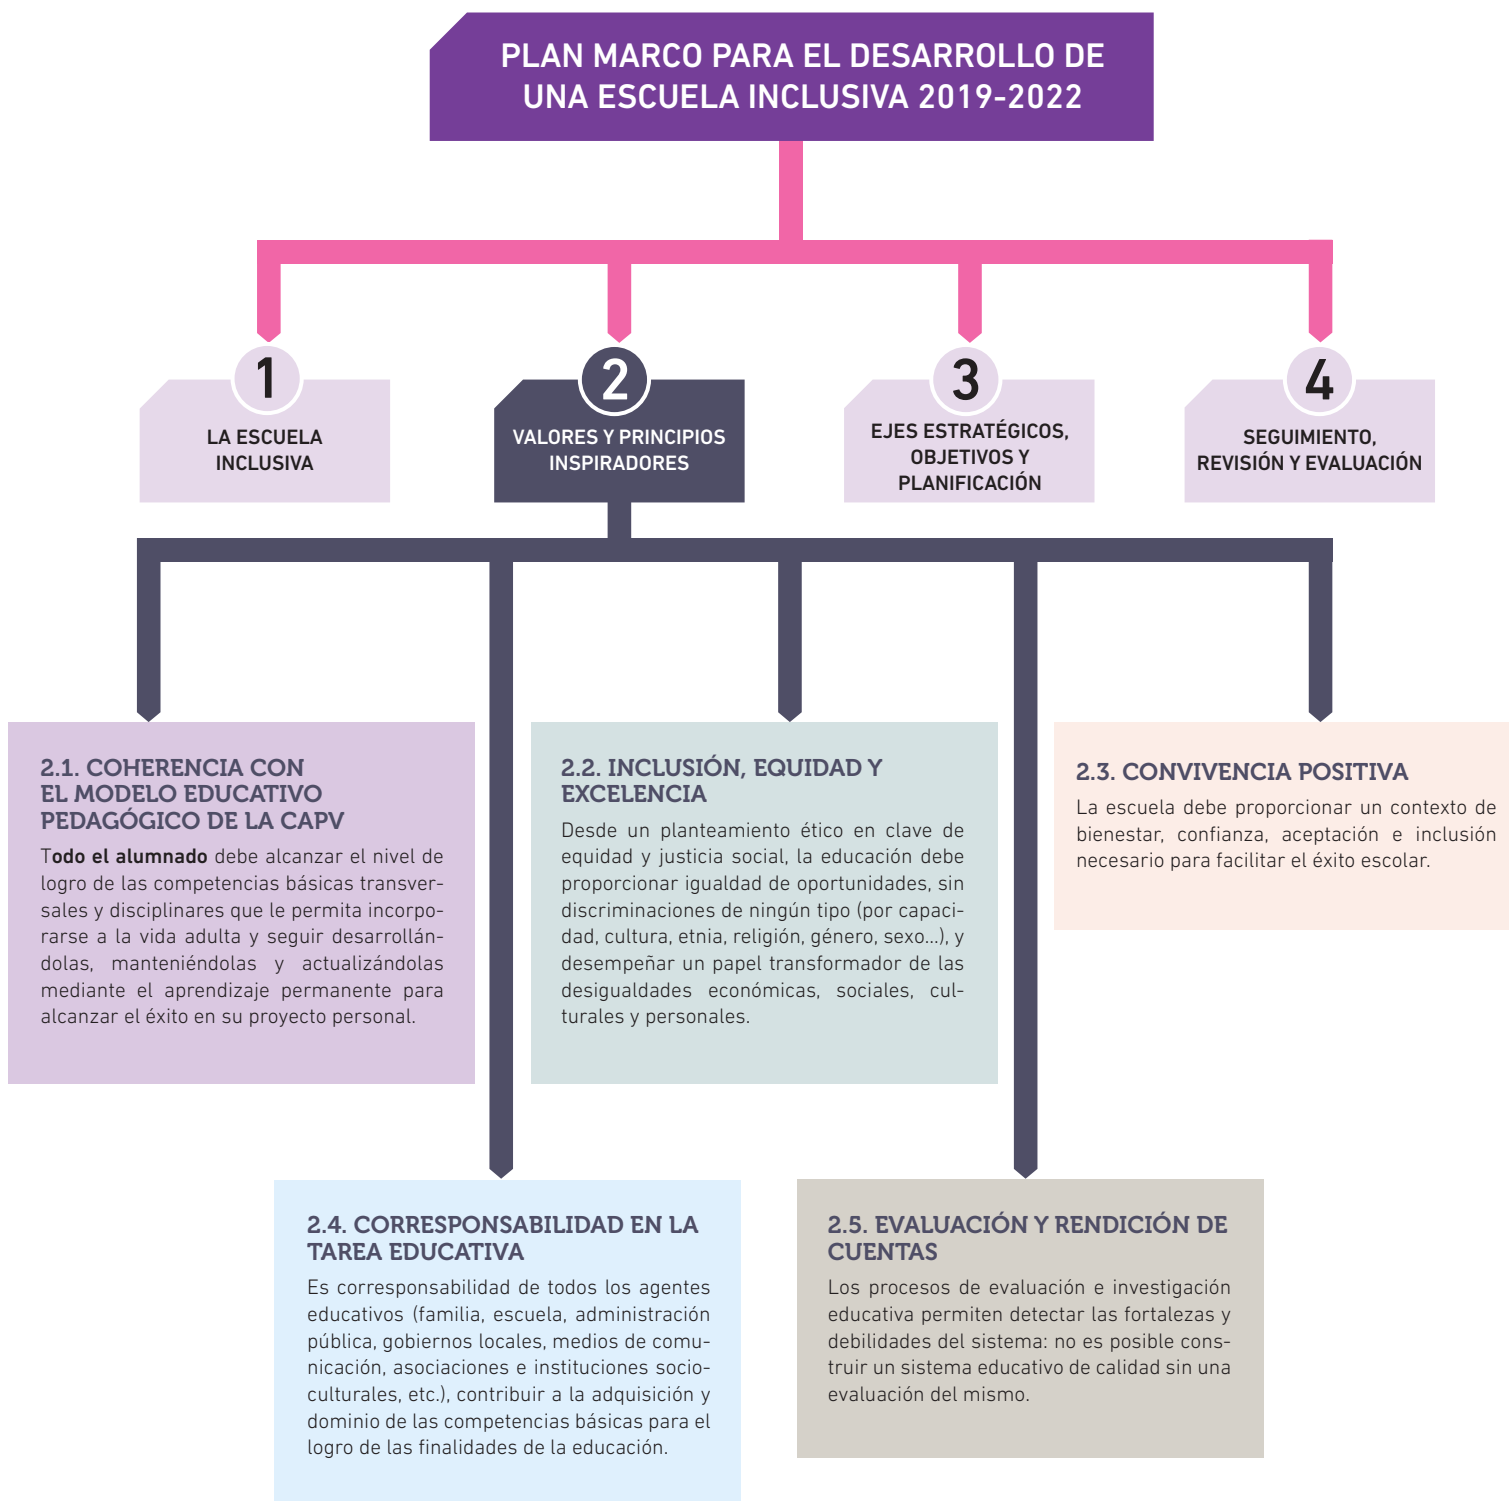 PLAN MARCO PARA EL DESARROLLO DE
UNA ESCUELA INCLUSIVA 2019-2022
1
LA ESCUELA
INCLUSIVA
2
VALORES Y PRINCIPIOS
INSPIRADORES
3
EJES ESTRATÉGICOS,
OBJETIVOS Y
PLANIFICACIÓN
4
SEGUIMIENTO,
REVISIÓN Y EVALUACIÓN
2.1. COHERENCIA CON
EL MODELO EDUCATIVO
PEDAGÓGICO DE LA CAPV
Todo el alumnado debe alcanzar el nivel de
logro de las competencias básicas transver-
sales y disciplinares que le permita incorpo-
rarse a la vida adulta y seguir desarrollán-
dolas, manteniéndolas y actualizándolas
mediante el aprendizaje permanente para
alcanzar el éxito en su proyecto personal.
2.2. INCLUSIÓN, EQUIDAD Y
EXCELENCIA
Desde un planteamiento ético en clave de
equidad y justicia social, la educación debe
proporcionar igualdad de oportunidades, sin
discriminaciones de ningún tipo (por capaci-
dad, cultura, etnia, religión, género, sexo...), y
desempeñar un papel transformador de las
desigualdades económicas, sociales, cul-
turales y personales.
2.3. CONVIVENCIA POSITIVA
La escuela debe proporcionar un contexto de
bienestar, confianza, aceptación e inclusión
necesario para facilitar el éxito escolar.
2.4. CORRESPONSABILIDAD EN LA
TAREA EDUCATIVA
Es corresponsabilidad de todos los agentes
educativos (familia, escuela, administración
pública, gobiernos locales, medios de comu-
nicación, asociaciones e instituciones socio-
culturales, etc.), contribuir a la adquisición y
dominio de las competencias básicas para el
logro de las finalidades de la educación.
2.5. EVALUACIÓN Y RENDICIÓN DE
CUENTAS
Los procesos de evaluación e investigación
educativa permiten detectar las fortalezas y
debilidades del sistema: no es posible cons-
truir un sistema educativo de calidad sin una
evaluación del mismo.